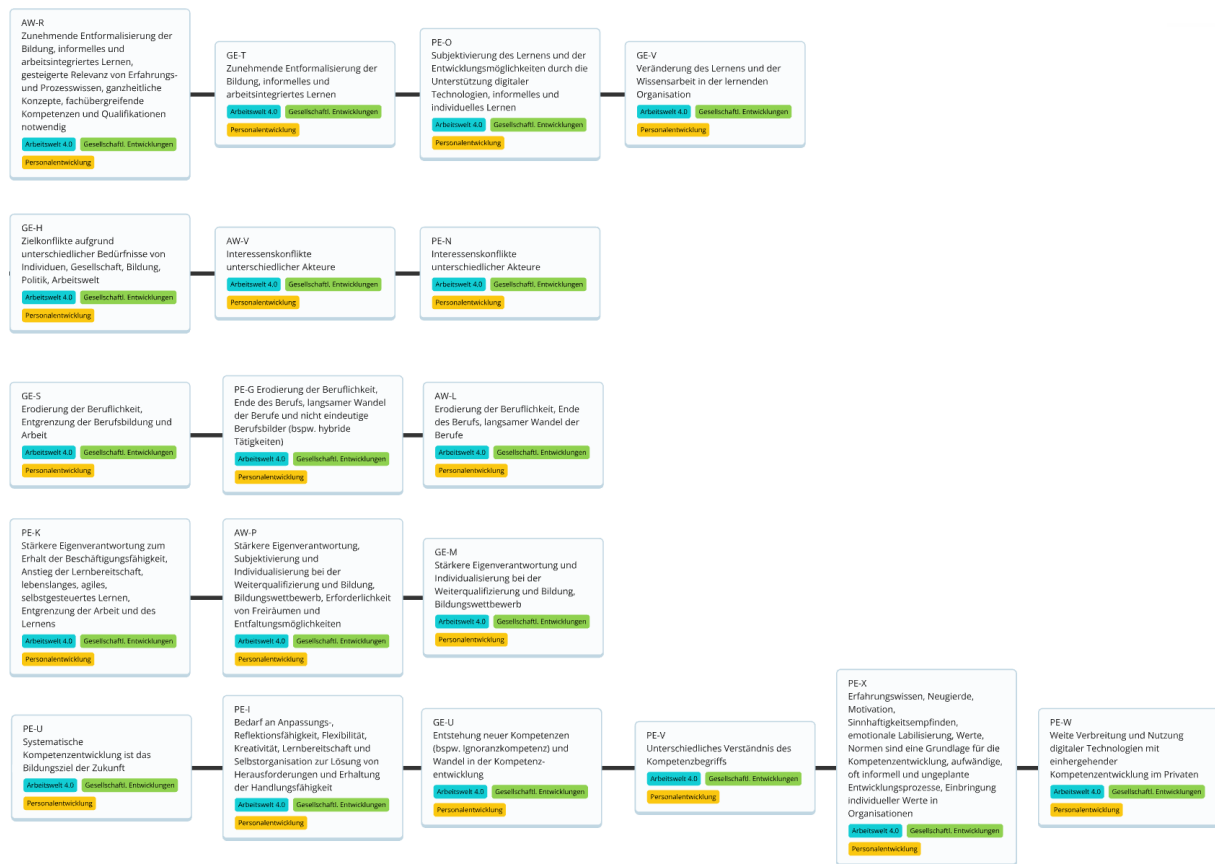 AW-R
Zunehmende Entformalisierung der
Bildung, informelles und
arbeitsintegriertes Lernen,
gesteigerte Relevanz von Erfahrungs-
und Prozesswissen, ganzheitliche
Konzepte, fachübergreifende
Kompetenzen und Qualifikationen
notwendig
Arbeitswelt 4.0 Gesellschaftl. Entwicklungen
Personalentwicklung
GE-T
Zunehmende Entformalisierung der
Bildung, informelles und
arbeitsintegriertes Lernen
Arbeitswelt 4.0 Gesellschaftl. Entwicklungen
Personalentwicklung
PE-O
Subjektivierung des Lernens und der
Entwicklungsmöglichkeiten durch die
Unterstützung digitaler
Technologien, informelles und
individuelles Lernen
Arbeitswelt 4.0 Gesellschaftl. Entwicklungen
Personalentwicklung
GE-V
Veränderung des Lernens und der
Wissensarbeit in der lernenden
Organisation
Arbeitswelt 4.0 Gesellschaftl. Entwicklungen
Personalentwicklung
GE-H
Zielkonflikte aufgrund
unterschiedlicher Bedürfnisse von
Individuen, Gesellschaft, Bildung,
Politik, Arbeitswelt
Arbeitswelt 4.0 Gesellschaftl. Entwicklungen
Personalentwicklung
AW-V
Interessenskonflikte
unterschiedlicher Akteure
Arbeitswelt 4.0 Gesellschaftl. Entwicklungen
Personalentwicklung
PE-N
Interessenskonflikte
unterschiedlicher Akteure
Arbeitswelt 4.0 Gesellschaftl. Entwicklungen
Personalentwicklung
GE-S
Erodierung der Beruflichkeit,
Entgrenzung der Berufsbildung und
Arbeit
Arbeitswelt 4.0 Gesellschaftl. Entwicklungen
Personalentwicklung
PE-G Erodierung der Beruflichkeit,
Ende des Berufs, langsamer Wandel
der Berufe und nicht eindeutige
Berufsbilder (bspw. hybride
Tätigkeiten)
Arbeitswelt 4.0 Gesellschaftl. Entwicklungen
Personalentwicklung
AW-L
Erodierung der Beruflichkeit, Ende
des Berufs, langsamer Wandel der
Berufe
Arbeitswelt 4.0 Gesellschaftl. Entwicklungen
Personalentwicklung
PE-K
Stärkere Eigenverantwortung zum
Erhalt der Beschäftigungsfähigkeit,
Anstieg der Lernbereitschaft,
lebenslanges, agiles,
selbstgesteuertes Lernen,
Entgrenzung der Arbeit und des
Lernens
Arbeitswelt 4.0 Gesellschaftl. Entwicklungen
Personalentwicklung
AW-P
Stärkere Eigenverantwortung,
Subjektivierung und
Individualisierung bei der
Weiterqualifizierung und Bildung,
Bildungswettbewerb, Erforderlichkeit
von Freiräumen und
Entfaltungsmöglichkeiten
Arbeitswelt 4.0 Gesellschaftl. Entwicklungen
Personalentwicklung
GE-M
Stärkere Eigenverantwortung und
Individualisierung bei der
Weiterqualifizierung und Bildung,
Bildungswettbewerb
Arbeitswelt 4.0 Gesellschaftl. Entwicklungen
Personalentwicklung
PE-U
Systematische
Kompetenzentwicklung ist das
Bildungsziel der Zukunft
Arbeitswelt 4.0 Gesellschaftl. Entwicklungen
Personalentwicklung
PE-I
Bedarf an Anpassungs-,
Reflektionsfähigkeit, Flexibilität,
Kreativität, Lernbereitschaft und
Selbstorganisation zur Lösung von
Herausforderungen und Erhaltung
der Handlungsfähigkeit
Arbeitswelt 4.0 Gesellschaftl. Entwicklungen
Personalentwicklung
GE-U
Entstehung neuer Kompetenzen
(bspw. Ignoranzkompetenz) und
Wandel in der Kompetenz-
entwicklung
Arbeitswelt 4.0 Gesellschaftl. Entwicklungen
Personalentwicklung
PE-V
Unterschiedliches Verständnis des
Kompetenzbegriffs
Arbeitswelt 4.0 Gesellschaftl. Entwicklungen
Personalentwicklung
PE-X
Erfahrungswissen, Neugierde,
Motivation,
Sinnhaftigkeitsempfinden,
emotionale Labilisierung, Werte,
Normen sind eine Grundlage für die
Kompetenzentwicklung, aufwändige,
oft informell und ungeplante
Entwicklungsprozesse, Einbringung
individueller Werte in
Organisationen
Arbeitswelt 4.0 Gesellschaftl. Entwicklungen
Personalentwicklung
PE-W
Weite Verbreitung und Nutzung
digitaler Technologien mit
einhergehender
Kompetenzentwicklung im Privaten
Arbeitswelt 4.0 Gesellschaftl. Entwicklungen
Personalentwicklung